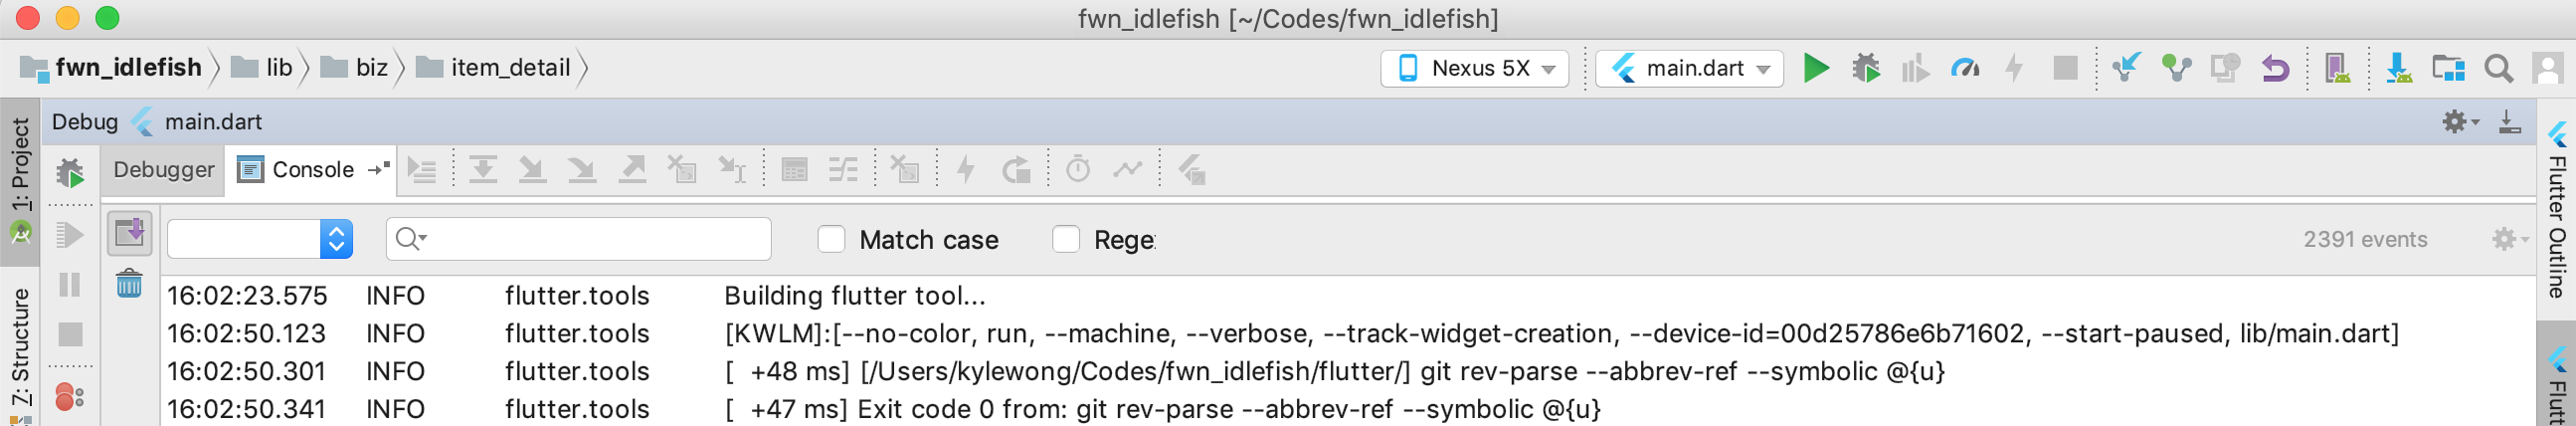 fwn_idlefish [~/Codes/fwn_idlefish]
fwn_idlefish lib biz item_detail Nexus 5X main.dart
Debug main.dart
Debugger Console
Match case Rege 2391 events
16:02:23.575 INFO flutter.tools Building flutter tool...
16:02:50.123 INFO flutter.tools [KWLM]:[--no-color, run, --machine, --verbose, --track-widget-creation, --device-id=00d25786e6b71602, --start-paused, lib/main.dart]
16:02:50.301 INFO flutter.tools [  +48 ms] [/Users/kylewong/Codes/fwn_idlefish/flutter/] git rev-parse --abbrev-ref --symbolic @{u}
16:02:50.341 INFO flutter.tools [  +47 ms] Exit code 0 from: git rev-parse --abbrev-ref --symbolic @{u}
1: Project
Z: Structure
Flutter Outline
Flutt